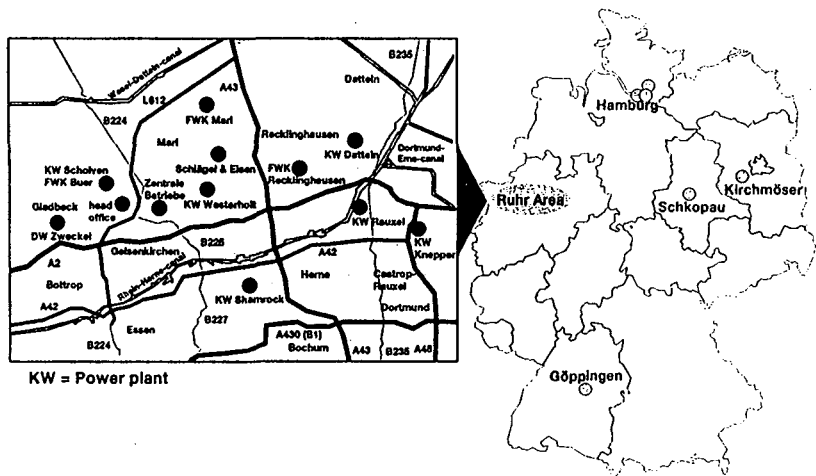 B235
Wesel-Datteln-canal
Datteln
L612
A43
B224
FWK Marl
Marl
Recklinghausen
KW Datteln
Dortmund-
Ems-canal
KW Scholven
FWK Buer
Schlägel & Eisen
FWK
Recklinghausen
Zentrale
Betriebe
KW Westerholt
Gladbeck
head
office
DW Zweckel
KW Rauxel
KW
Knepper
B226
Gelsenkirchen
A42
A2
Rhein-Herne-canal
Bottrop
Herne
Castrop-
Rauxel
KW Shamrock
A42
Dortmund
Essen
B227
B224
A430 (B1)
Bochum
A43
B235
A45
KW = Power plant
Hamburg
Ruhr Area
Kirchmöser
Schkopau
Göppingen